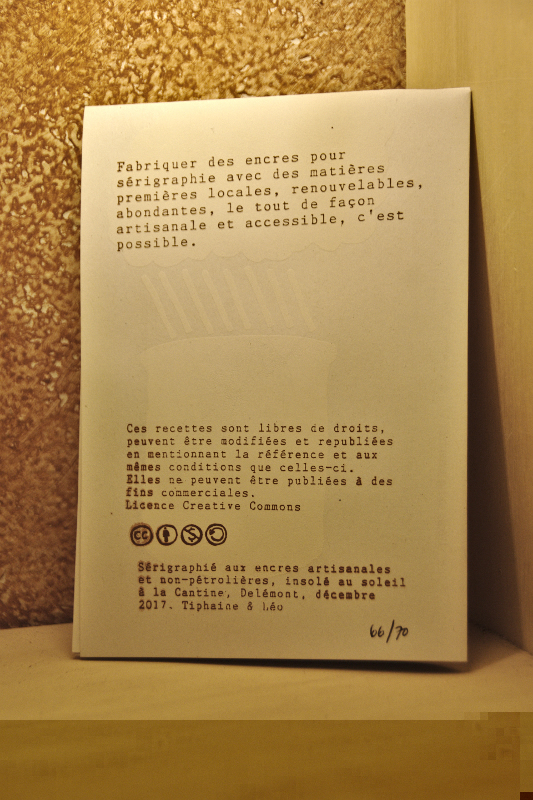 Fabriquer des encres pour
sérigraphie avec des matières
premières locales, renouvelables,
abondantes, le tout de façon
artisanale et accessible, c'est
possible.
Ces recettes sont libres de droits,
peuvent être modifiées et republiées
en mentionnant la référence et aux
mêmes conditions que celles-ci.
Elles ne peuvent être publiées à des
fins commerciales.
Licence Creative Commons
cc
Sérigraphié aux encres artisanales
et non-pétrolières, insolé au soleil
à la Cantine, Delémont, décembre
2017. Tiphaine & Léo
66/70